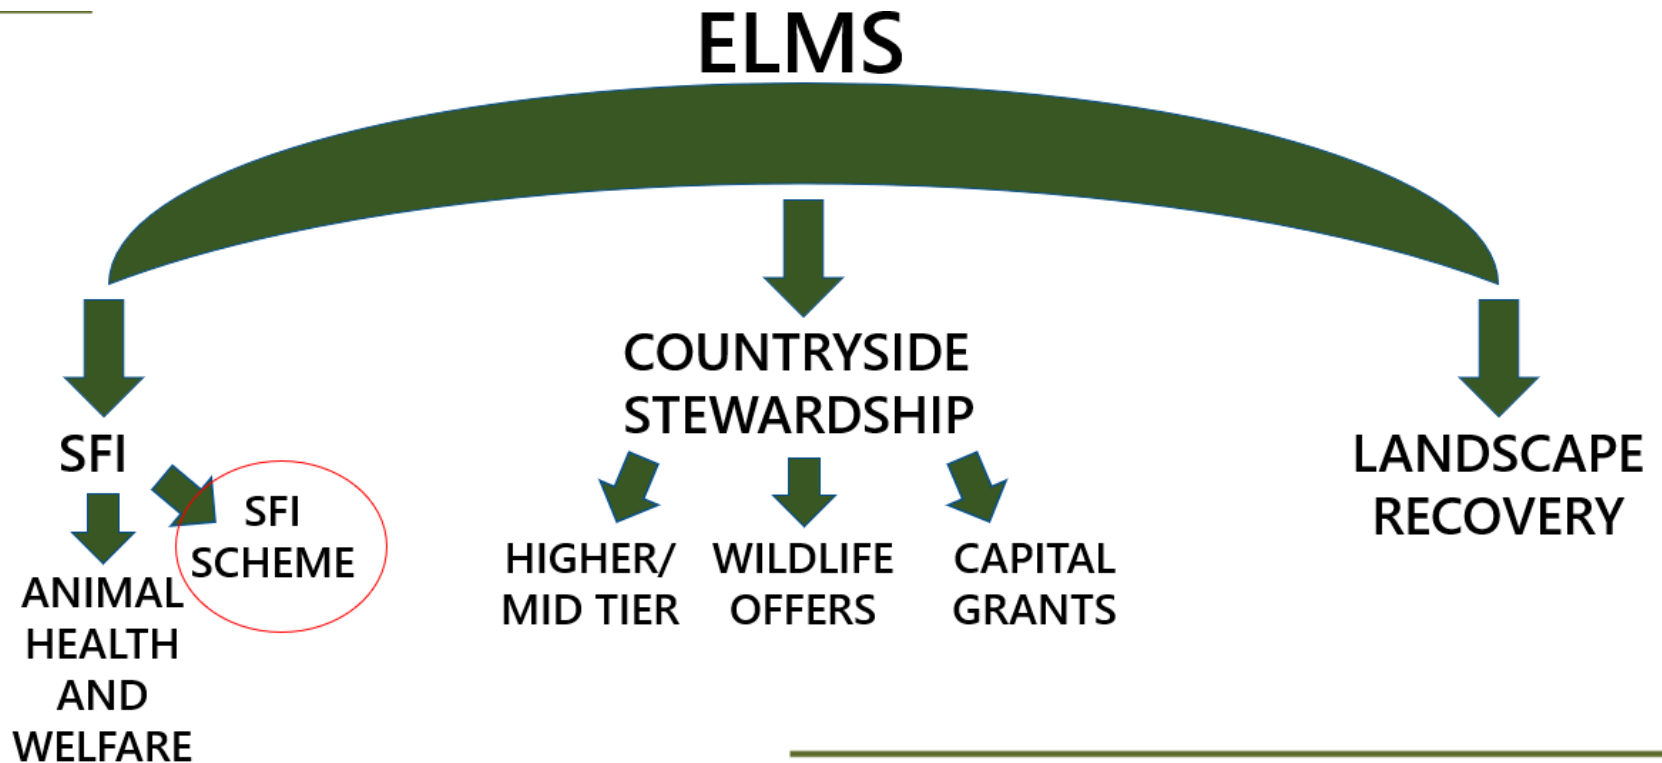 ELMS
COUNTRYSIDE
STEWARDSHIP
SFI
LANDSCAPE
RECOVERY
SFI
SCHEME
ANIMAL
HEALTH
AND
WELFARE
HIGHER/
MID TIER
WILDLIFE
OFFERS
CAPITAL
GRANTS